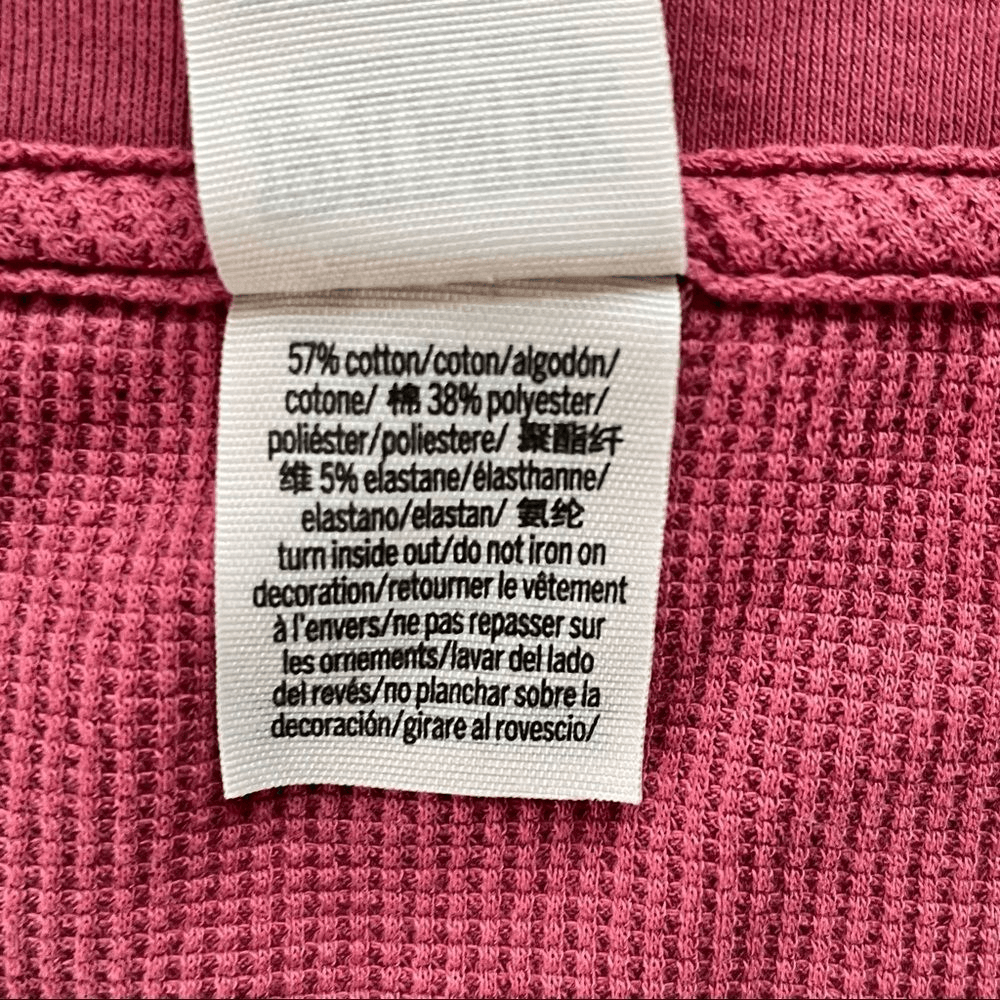 57% cotton/coton/algodón/
cotone/ 棉 38% polyester/
poliéster/poliestere/ 聚酯纤
维 5% elastane/élasthanne/
elastano/elastan/ 氨纶
turn inside out/do not iron on
decoration/retourner le vêtement
à l'envers/ne pas repasser sur
les ornements/lavar del lado
del revés/no planchar sobre la
decoración/girare al rovescio/